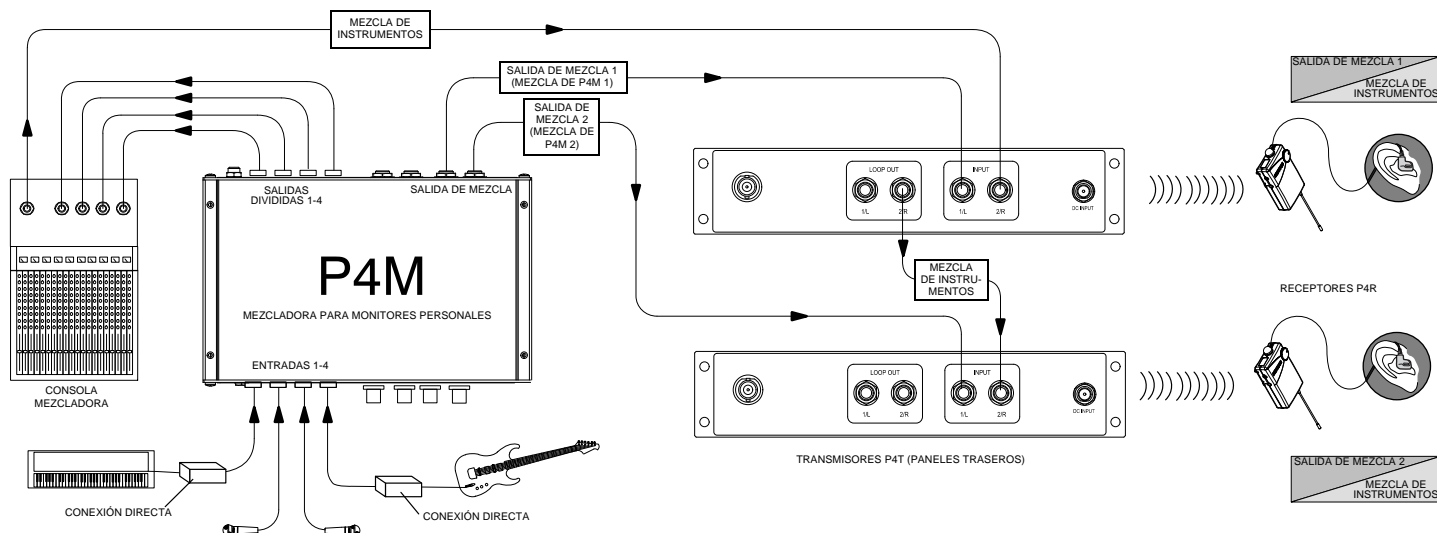 MEZCLA DE
INSTRUMENTOS
SALIDA DE MEZCLA 1
(MEZCLA DE P4M 1)
SALIDA DE
MEZCLA 2
(MEZCLA DE
P4M 2)
SALIDA DE MEZCLA 1
MEZCLA DE
INSTRUMENTOS
SALIDAS
DIVIDIDAS 1-4
SALIDA DE MEZCLA
P4M
MEZCLADORA PARA MONITORES PERSONALES
ENTRADAS 1-4
CONSOLA
MEZCLADORA
LOOP OUT
INPUT
1/L
2/R
1/L
2/R
DC INPUT
MEZCLA
DE INSTRU-
MENTOS
RECEPTORES P4R
LOOP OUT
INPUT
1/L
2/R
1/L
2/R
DC INPUT
TRANSMISORES P4T (PANELES TRASEROS)
SALIDA DE MEZCLA 2
MEZCLA DE
INSTRUMENTOS
CONEXIÓN DIRECTA
CONEXIÓN DIRECTA